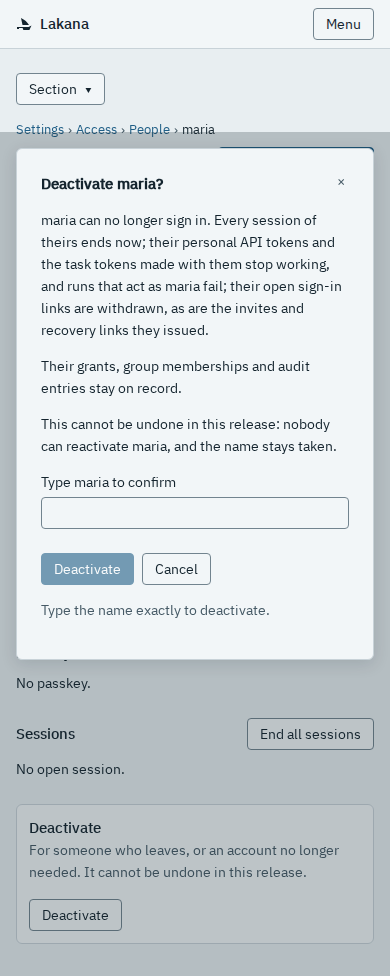 Lakana
Menu
Section ▾
Settings › Access › People › maria
Deactivate maria?
×
maria can no longer sign in. Every session of
theirs ends now; their personal API tokens and
the task tokens made with them stop working,
and runs that act as maria fail; their open sign-in
links are withdrawn, as are the invites and
recovery links they issued.
Their grants, group memberships and audit
entries stay on record.
This cannot be undone in this release: nobody
can reactivate maria, and the name stays taken.
Type maria to confirm
Deactivate
Cancel
Type the name exactly to deactivate.
No passkey.
Sessions
End all sessions
No open session.
Deactivate
For someone who leaves, or an account no longer
needed. It cannot be undone in this release.
Deactivate